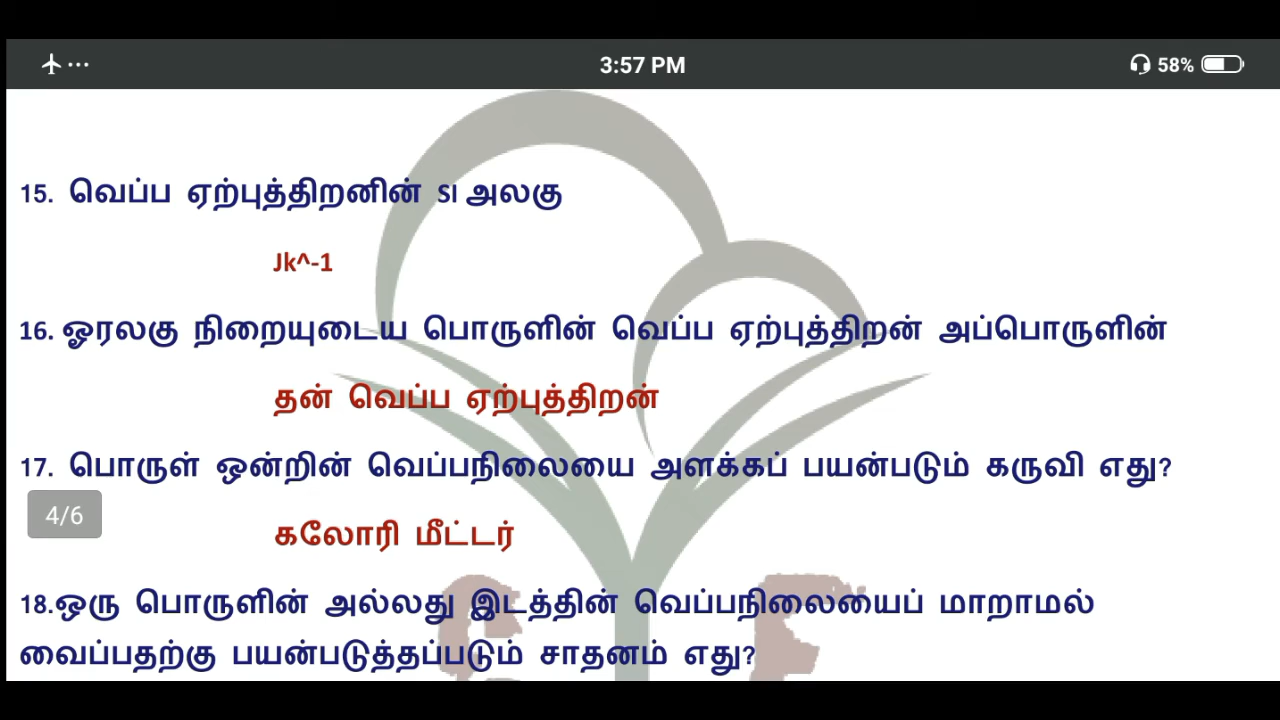 3:57 PM
58%
15. வெப்ப ஏற்புத்திறனின் SI அலகு
Jk^-1
16. ஓரலகு நிறையுடைய பொருளின் வெப்ப ஏற்புத்திறன் அப்பொருளின்
தன் வெப்ப ஏற்புத்திறன்
17. பொருள் ஒன்றின் வெப்பநிலையை அளக்கப் பயன்படும் கருவி எது?
4/6
கலோரி மீட்டர்
18.ஒரு பொருளின் அல்லது இடத்தின் வெப்பநிலையைப் மாறாமல்
வைப்பதற்கு பயன்படுத்தப்படும் சாதனம் எது?